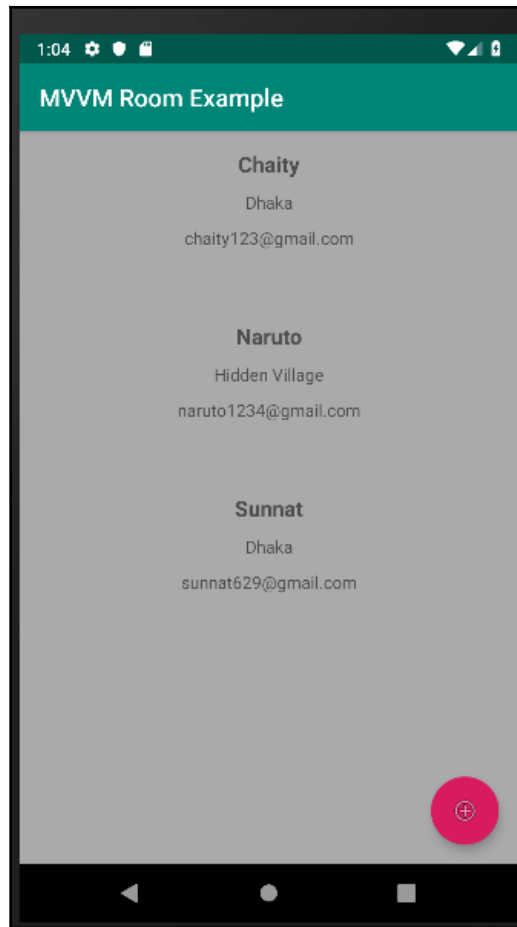 1:04
MVVM Room Example
Chaity
Dhaka
chaity123@gmail.com
Naruto
Hidden Village
naruto1234@gmail.com
Sunnat
Dhaka
sunnat629@gmail.com